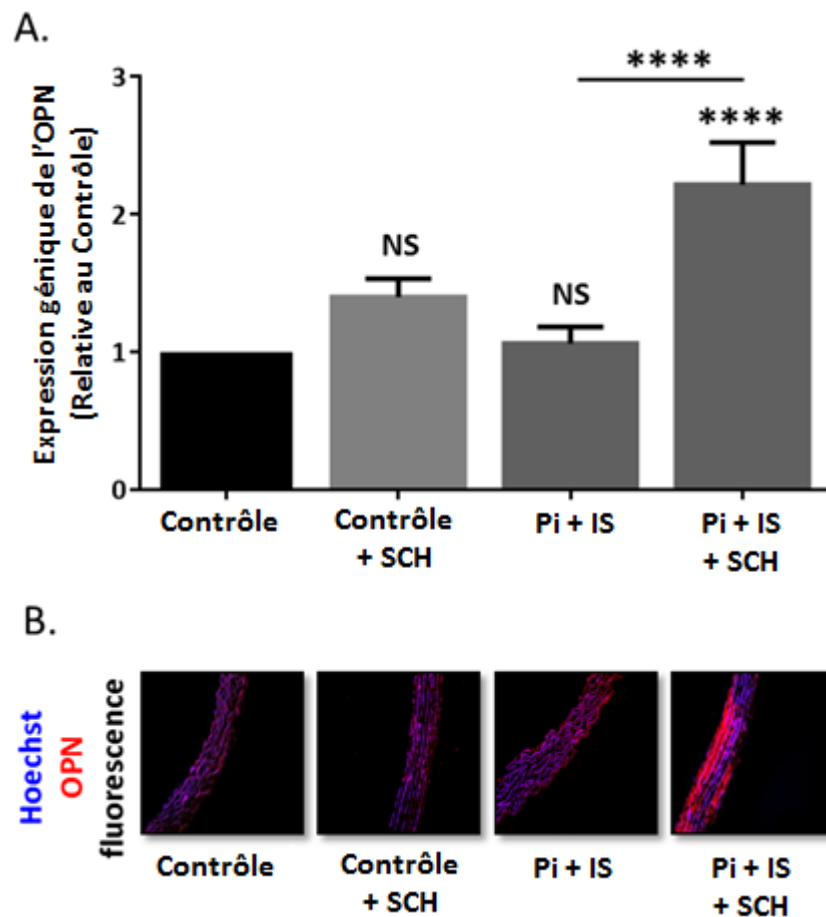 A.
Expression génique de l'OPN
(Relative au Contrôle)
3
2
1
0
****
****
NS
NS
Contrôle
Contrôle
+ SCH
Pi + IS
Pi + IS
+ SCH
B.
Hoechst
OPN
fluorescence
Contrôle
Contrôle
+ SCH
Pi + IS
Pi + IS
+ SCH